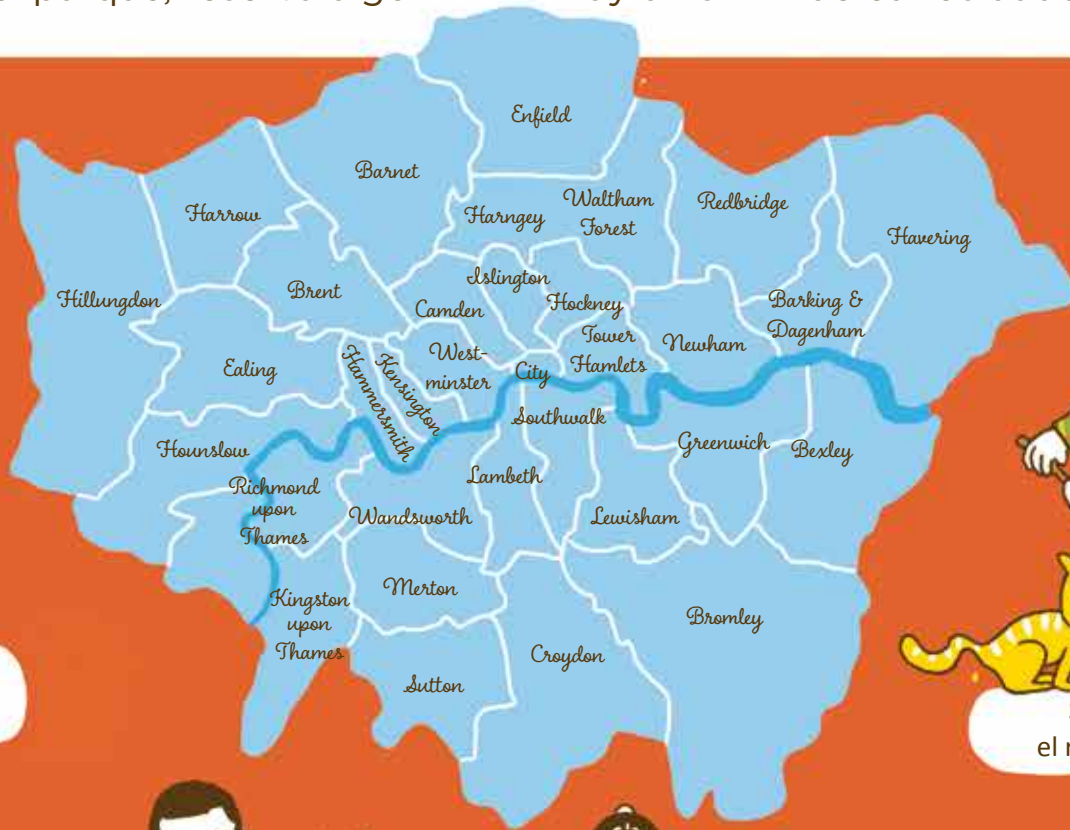 Enfield
Barnet
Waltham
Forest
Redbridge
Harrow
Harngey
Havering
Islington
Hillungdon
Brent
Camden
Hockney
Barking &
Dagenham
Tower
Hamlets
Newham
West-
minster
Ealing
Hammersmith
Kensington
City
Southwalk
Hounslow
Greenwich
Bexley
Lambeth
Richmond
upon
Thames
Wandsworth
Lewisham
Merton
Kingston
upon
Thames
Bromley
Croydon
Sutton
el